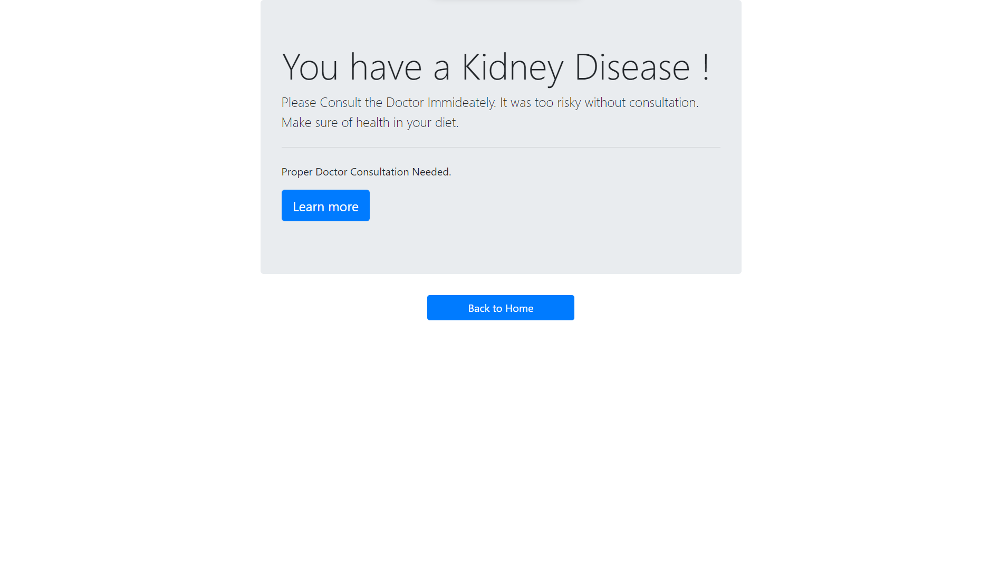 You have a Kidney Disease !
Please Consult the Doctor Immideately. It was too risky without consultation.
Make sure of health in your diet.
Proper Doctor Consultation Needed.
Learn more
Back to Home